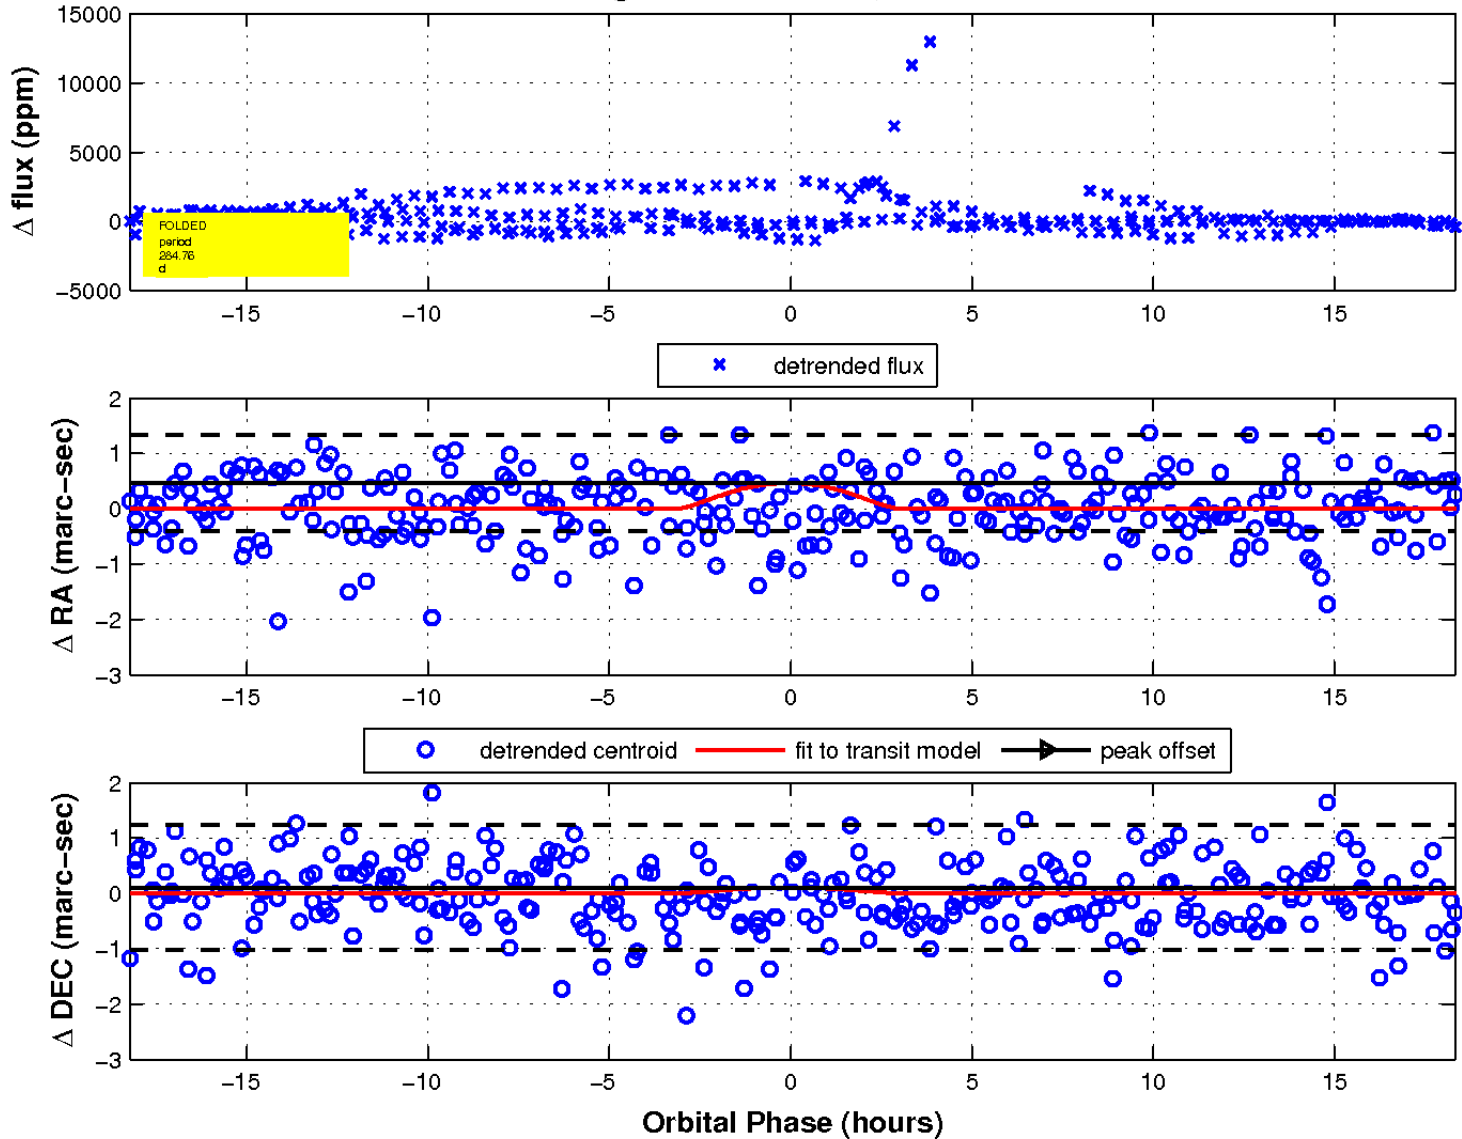 15000
10000
5000
0
−5000
Δ flux (ppm)
FOLDED
period
284.76
d
−15 −10 −5 0 5 10 15
detrended flux
2
1
0
−1
−2
−3
Δ RA (marc−sec)
−15 −10 −5 0 5 10 15
detrended centroid fit to transit model peak offset
2
1
0
−1
−2
−3
Δ DEC (marc−sec)
−15 −10 −5 0 5 10 15
Orbital Phase (hours)